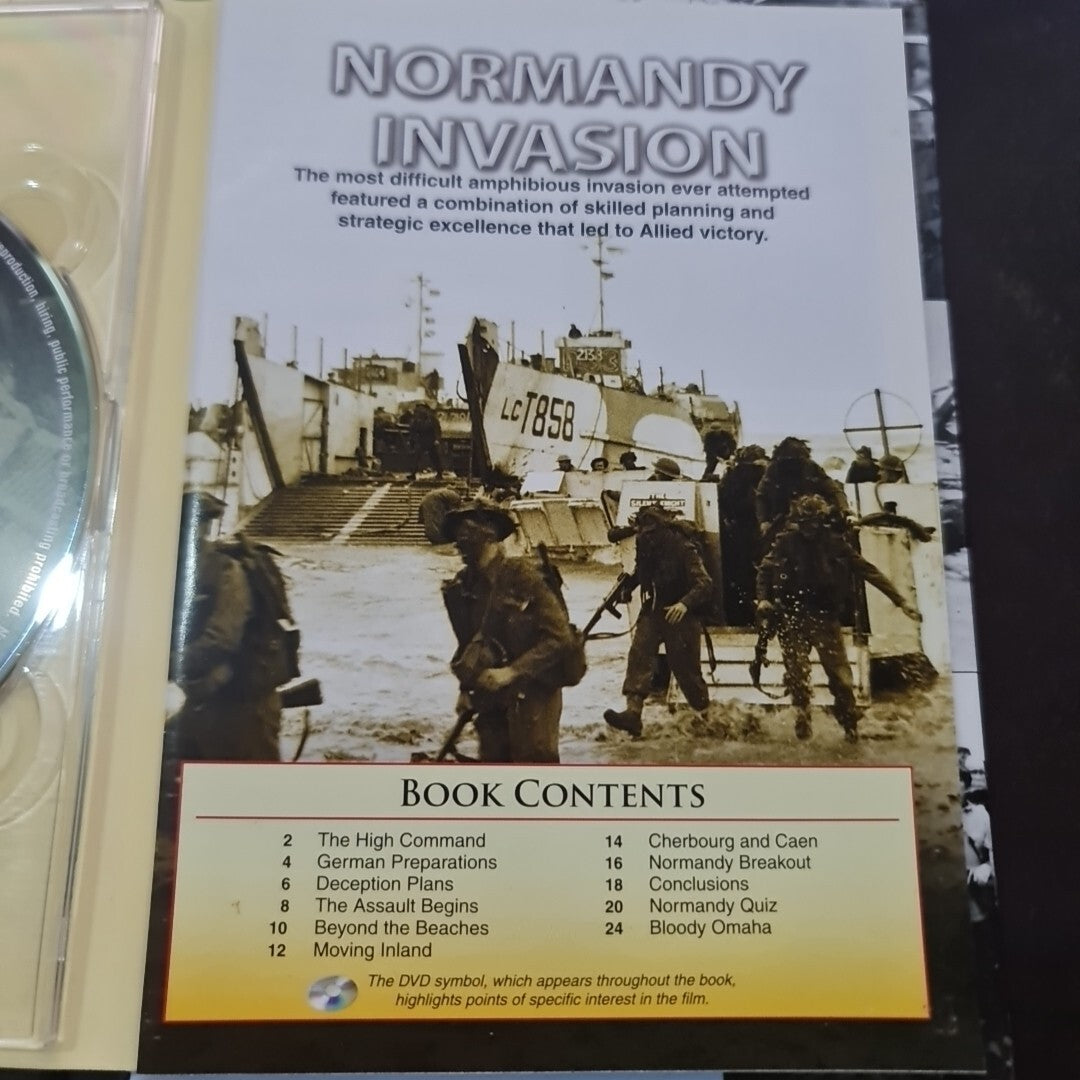 NORMANDY
INVASION
The most difficult amphibious invasion ever attempted
featured a combination of skilled planning and
strategic excellence that led to Allied victory.
2138
LCT858
SILENT KNIGHT
BOOK CONTENTS
2 The High Command
4 German Preparations
6 Deception Plans
8 The Assault Begins
10 Beyond the Beaches
12 Moving Inland
14 Cherbourg and Caen
16 Normandy Breakout
18 Conclusions
20 Normandy Quiz
24 Bloody Omaha
The DVD symbol, which appears throughout the book,
highlights points of specific interest in the film.
reproduction, hiring, public performance or broadcasting prohibited.